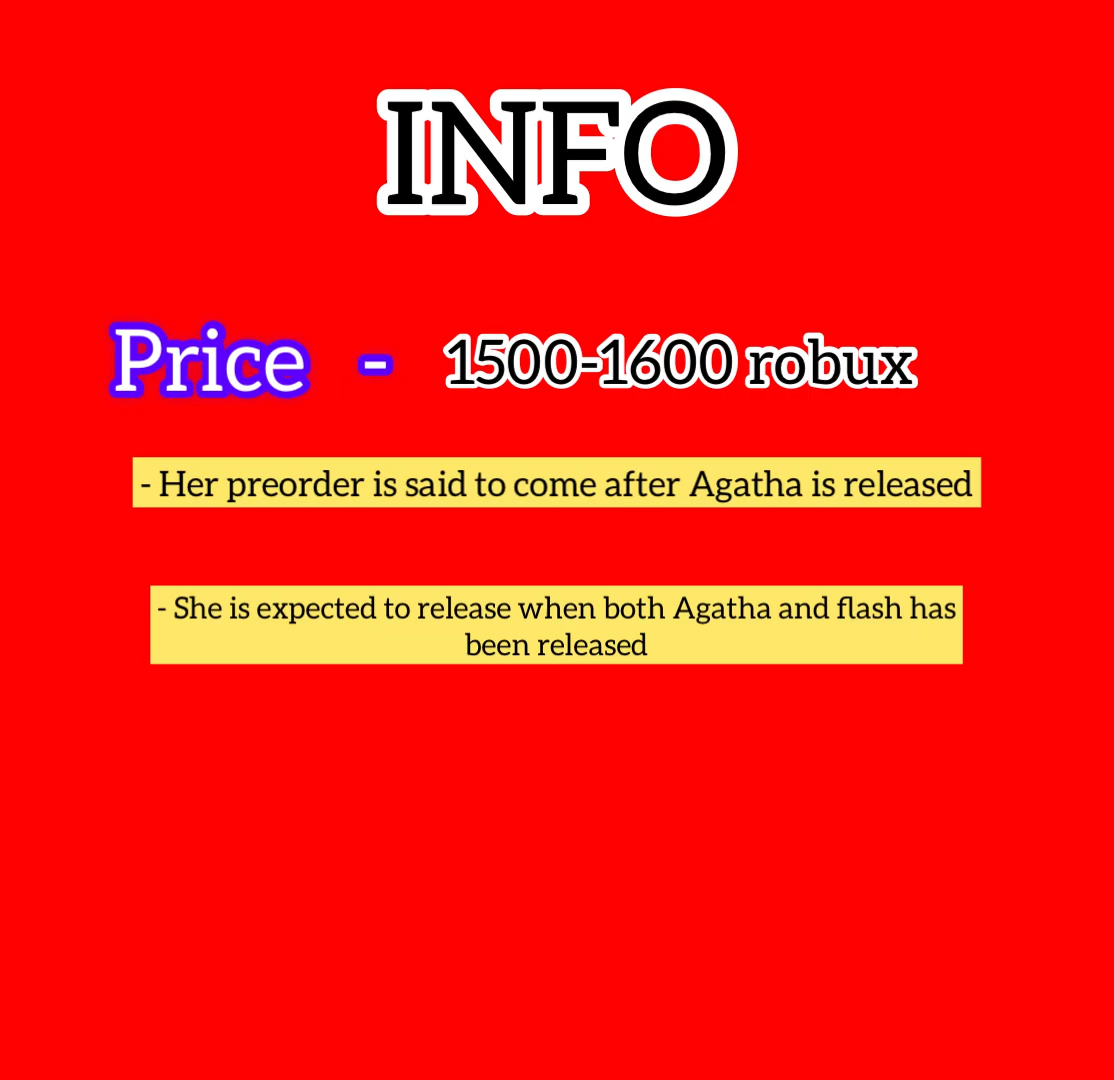 INFO
Price - 1500-1600 robux
- Her preorder is said to come after Agatha is released
- She is expected to release when both Agatha and flash has
been released